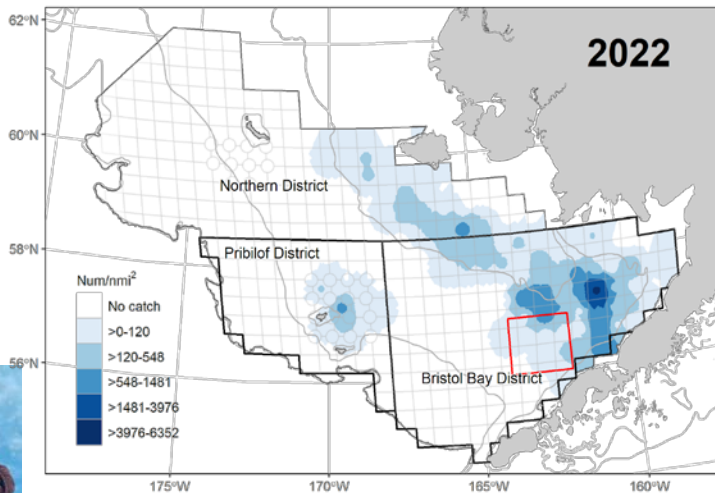 62°N
2022
60°N
Northern District
58°N
Pribilof District
Num/nmi²
No catch
>0-120
>120-548
>548-1481
>1481-3976
>3976-6352
56°N
Bristol Bay District
175°W
170°W
165°W
160°W